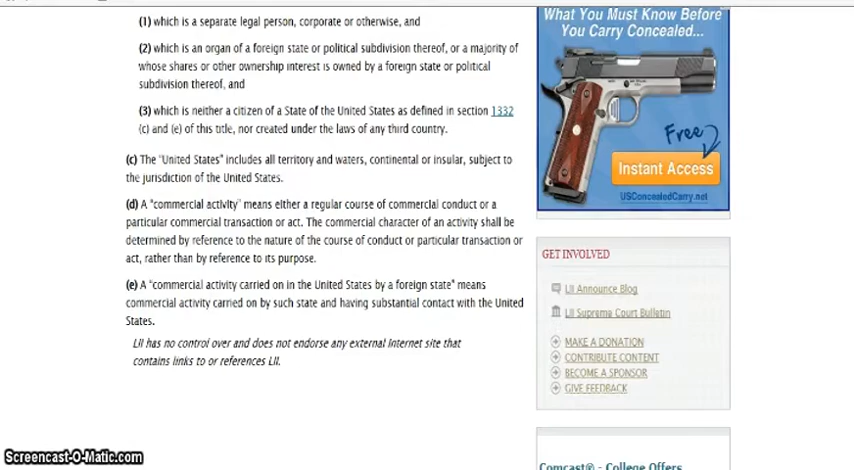 (1) which is a separate legal person, corporate or otherwise, and
(2) which is an organ of a foreign state or political subdivision thereof, or a majority of
whose shares or other ownership interest is owned by a foreign state or political
subdivision thereof, and
(3) which is neither a citizen of a State of the United States as defined in section 1332
(c) and (e) of this title, nor created under the laws of any third country.
(c) The "United States" includes all territory and waters, continental or insular, subject to
the jurisdiction of the United States.
(d) A "commercial activity" means either a regular course of commercial conduct or a
particular commercial transaction or act. The commercial character of an activity shall be
determined by reference to the nature of the course of conduct or particular transaction or
act, rather than by reference to its purpose.
(e) A "commercial activity carried on in the United States by a foreign state" means
commercial activity carried on by such state and having substantial contact with the United
States.
LII has no control over and does not endorse any external Internet site that
contains links to or references LII.
What You Must Know Before
You Carry Concealed...
Free
Instant Access
USConcealedCarry.net
GET INVOLVED
LII Announce Blog
LII Supreme Court Bulletin
MAKE A DONATION
CONTRIBUTE CONTENT
BECOME A SPONSOR
GIVE FEEDBACK
Comcast® - College Offers
Screencast-O-Matic.com